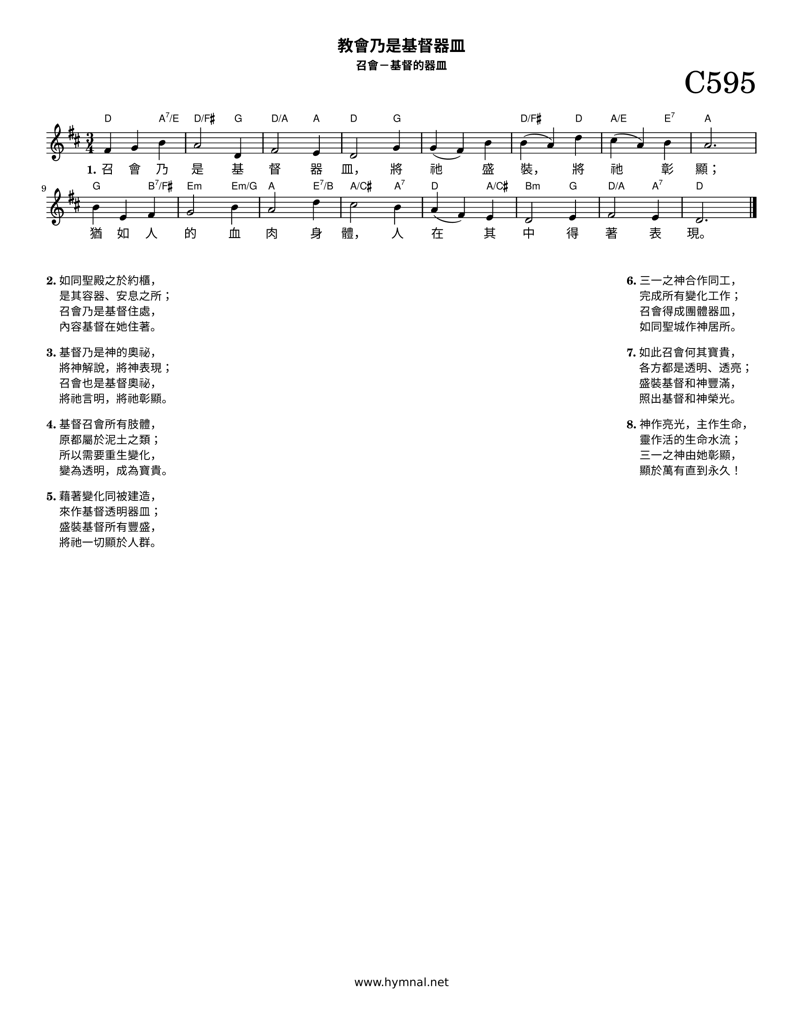 教會乃是基督器皿
召會－基督的器皿
C595
D A7/E D/F♯ G D/A A D G D/F♯ D A/E E7 A
3
4
1. 召 會 乃 是 基 督 器 皿， 將 祂 盛 裝， 將 祂 彰 顯；
9 G B7/F♯ Em Em/G A E7/B A/C♯ A7 D A/C♯ Bm G D/A A7 D
猶 如 人 的 血 肉 身 體， 人 在 其 中 得 著 表 現。
2. 如同聖殿之於約櫃，
是其容器、安息之所；
召會乃是基督住處，
內容基督在她住著。
3. 基督乃是神的奧祕，
將神解說，將神表現；
召會也是基督奧祕，
將祂言明，將祂彰顯。
4. 基督召會所有肢體，
原都屬於泥土之類；
所以需要重生變化，
變為透明，成為寶貴。
5. 藉著變化同被建造，
來作基督透明器皿；
盛裝基督所有豐盛，
將祂一切顯於人群。
6. 三一之神合作同工，
完成所有變化工作；
召會得成團體器皿，
如同聖城作神居所。
7. 如此召會何其寶貴，
各方都是透明、透亮；
盛裝基督和神豐滿，
照出基督和神榮光。
8. 神作亮光，主作生命，
靈作活的生命水流；
三一之神由她彰顯，
顯於萬有直到永久！
www.hymnal.net